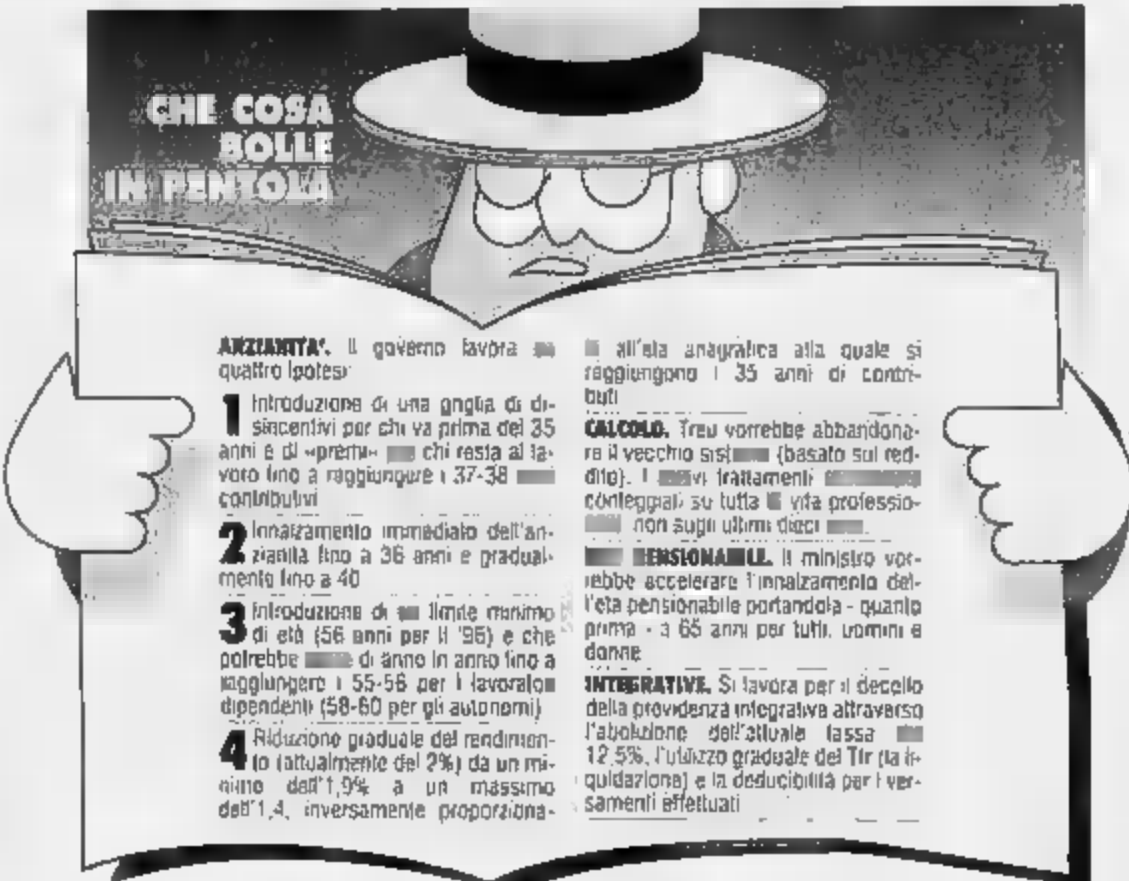 CHE COSA
BOLLE
IN PENTOLA
ANZIANITA'. Il governo lavora
quattro ipotesi:
1 Introduzione di una griglia di di-
sincentivi per chi va prima dei 35
anni e di «premi» chi resta al la-
voro fino a raggiungere i 37-38
contributivi
2 Innalzamento immediato dell'an-
zianità fino a 36 anni e gradual-
mente fino a 40
3 Introduzione di limite minimo
di età anni per il e che
potrebbe di anno in anno fino a
raggiungere i 55-56 per i lavoratori
dipendenti (58-60 per gli autonomi)
4 Riduzione graduale del rendimen-
to (attualmente del 2%) da un mi-
nimo dell'1,9% a un massimo
dell'1,4, inversamente proporziona-
all'età anagrafica alla quale si
raggiungono i 35 anni di contri-
buti
CALCOLO. Treu vorrebbe abbandona-
re il vecchio (basato sul red-
dito). I trattamenti
conteggiati su tutta vita professio-
non sugli ultimi dieci
PENSIONABILE. Il ministro vor-
rebbe accelerare l'innalzamento del-
l'età pensionabile portandola - quanto
prima - a 65 anni per tutti, uomini e
donne
INTEGRATIVE. Si lavora per il decollo
della previdenza integrativa attraverso
l'abolizione dell'attuale tassa
12,5%, l'utilizzo graduale del Tfr (la li-
quidazione) e la deducibilità per i ver-
samenti effettuati